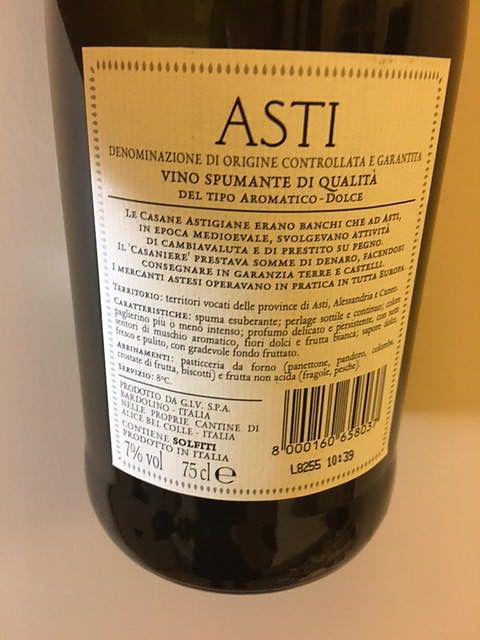 ASTI
DENOMINAZIONE DI ORIGINE CONTROLLATA E GARANTITA
VINO SPUMANTE DI QUALITÀ
DEL TIPO AROMATICO - DOLCE
LE CASANE ASTIGIANE ERANO BANCHI CHE AD ASTI,
IN EPOCA MEDIOEVALE, SVOLGEVANO ATTIVITÀ
DI CAMBIAVALUTA E DI PRESTITO SU PEGNO.
IL 'CASANIERE' PRESTAVA SOMME DI DENARO, FACENDOSI
CONSEGNARE IN GARANZIA TERRE E CASTELLI.
I MERCANTI ASTESI OPERAVANO IN PRATICA IN TUTTA EUROPA.
TERRITORIO: territori vocati delle province di Asti, Alessandria e Cuneo.
CARATTERISTICHE: spuma esuberante; perlage sottile e continuo; colore
paglierino più o meno intenso; profumo delicato e persistente, con netti
sentori di muschio aromatico, fiori dolci e frutta bianca; sapore dolce,
fresco e pulito, con gradevole fondo fruttato.
ABBINAMENTI: pasticceria da forno (panettone, pandoro, colomba,
crostate di frutta, biscotti) e frutta non acida (fragole, pesche).
SERVIZIO: 8°C.
PRODOTTO DA G.I.V. S.P.A.
BARDOLINO - ITALIA
NELLE PROPRIE CANTINE DI
ALICE BEL COLLE - ITALIA
CONTIENE SOLFITI
PRODOTTO IN ITALIA
7% vol 75 cl e
8 000160 658037
L8255 10:39